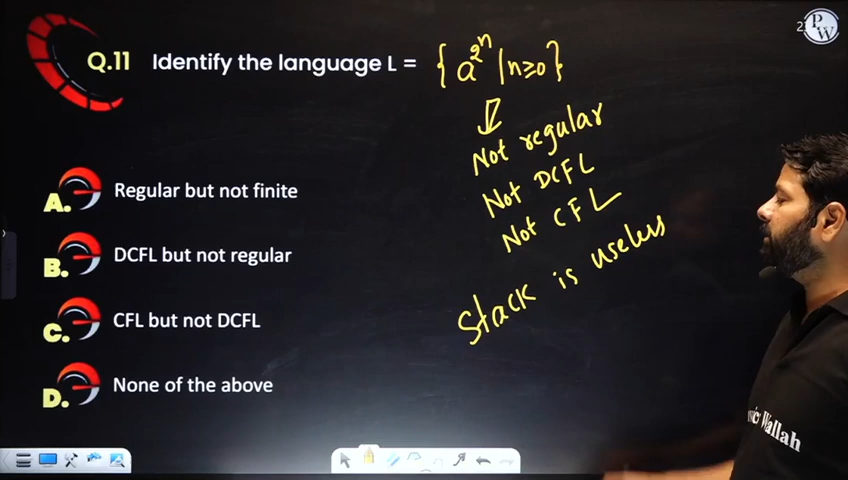 Q.11 Identify the language L = { a^{2^n} | n≥0 }
Not regular
Not DCFL
Not CFL
Stack is useless
A. Regular but not finite
B. DCFL but not regular
C. CFL but not DCFL
D. None of the above
PW
Wallah